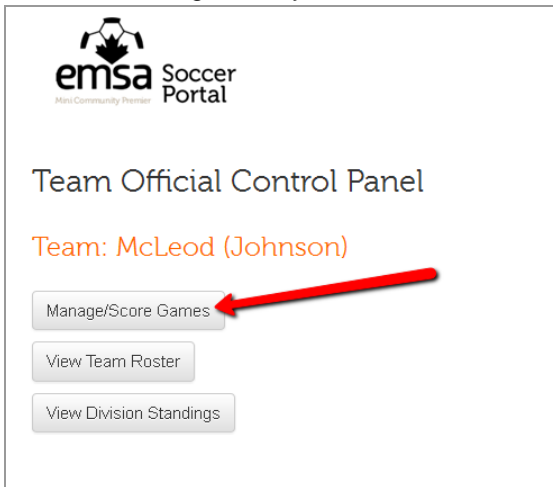 emsa Soccer
Mini Community Premier Portal
Team Official Control Panel
Team: McLeod (Johnson)
Manage/Score Games
View Team Roster
View Division Standings